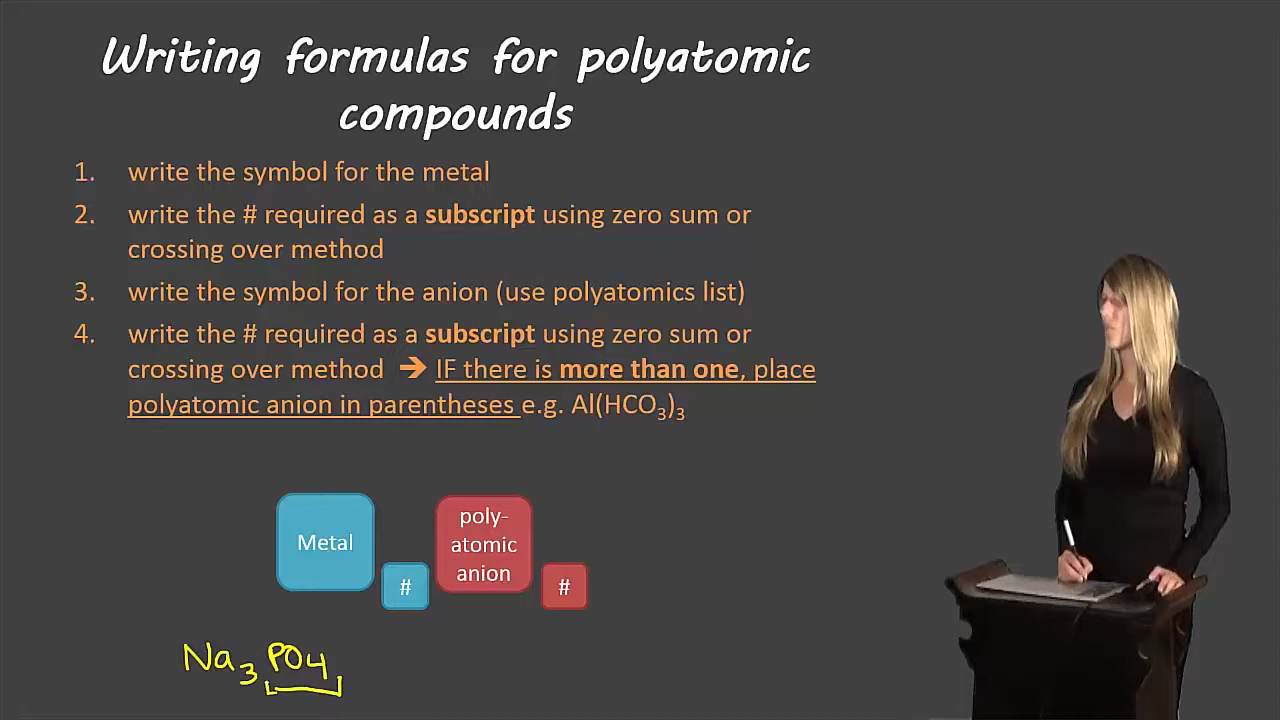 Writing formulas for polyatomic
compounds
1. write the symbol for the metal
2. write the # required as a subscript using zero sum or
crossing over method
3. write the symbol for the anion (use polyatomics list)
4. write the # required as a subscript using zero sum or
crossing over method ➔ IF there is more than one, place
polyatomic anion in parentheses e.g. Al(HCO₃)₃
Metal
#
poly-
atomic
anion
#
Na₃PO₄